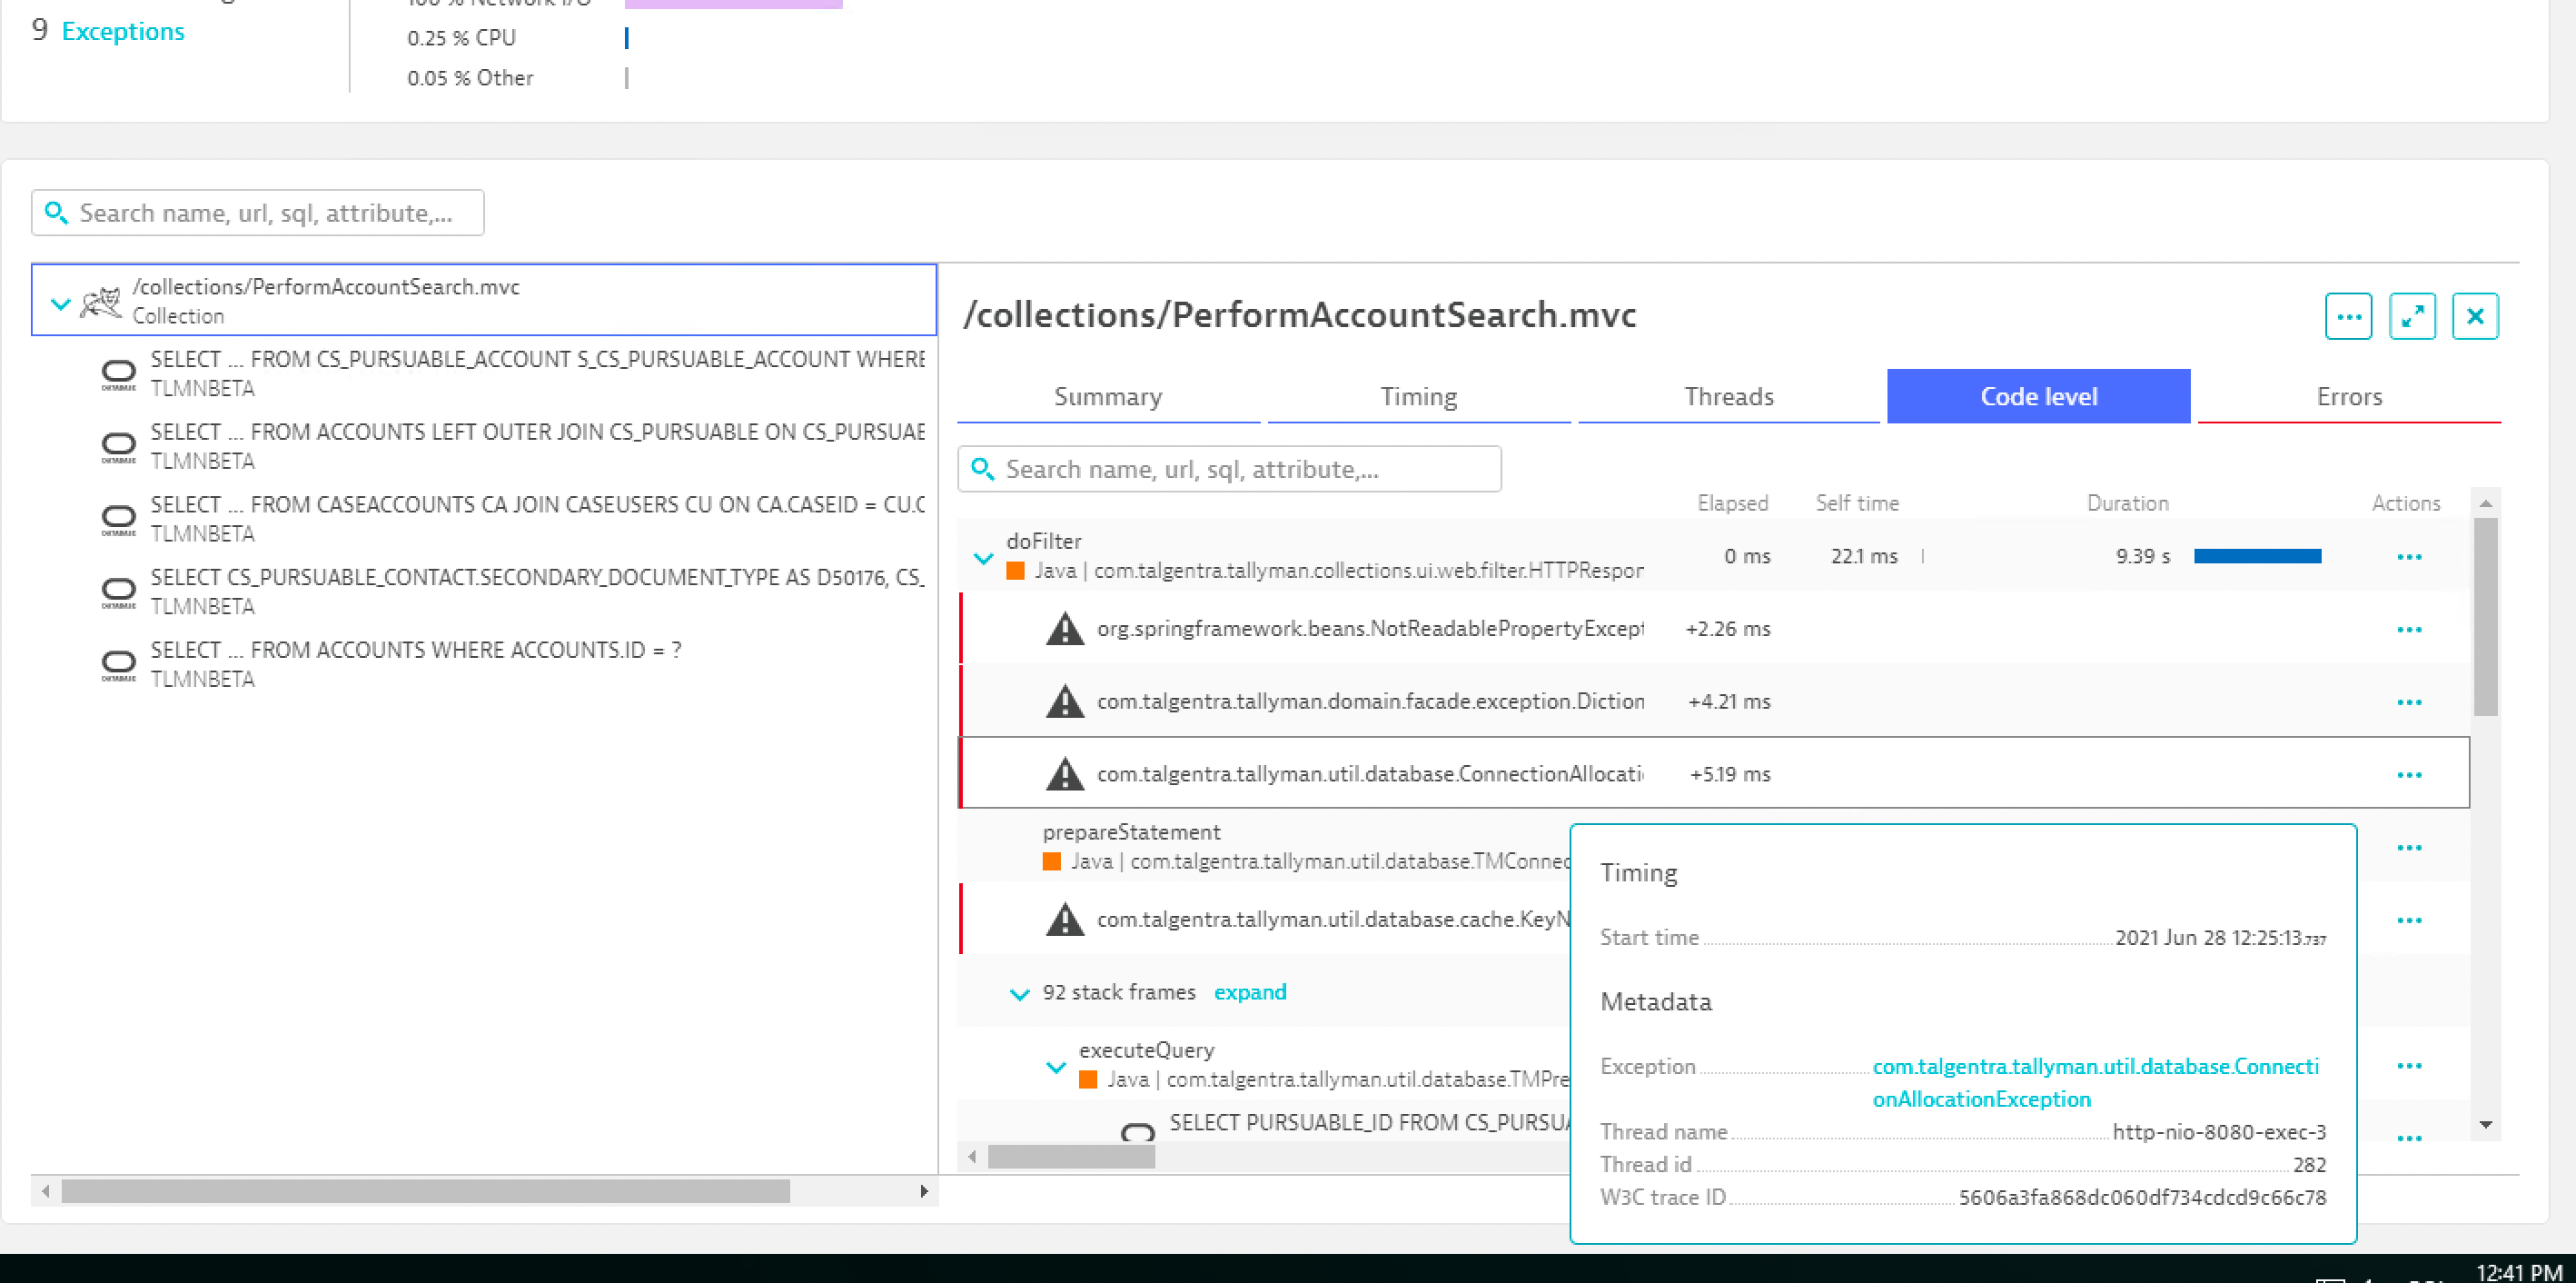 100 % Network I/O
9 Exceptions
0.25 % CPU
0.05 % Other
Search name, url, sql, attribute,...
/collections/PerformAccountSearch.mvc
Collection
SELECT ... FROM CS_PURSUABLE_ACCOUNT S_CS_PURSUABLE_ACCOUNT WHERE
TLMNBETA
SELECT ... FROM ACCOUNTS LEFT OUTER JOIN CS_PURSUABLE ON CS_PURSUAE
TLMNBETA
SELECT ... FROM CASEACCOUNTS CA JOIN CASEUSERS CU ON CA.CASEID = CU.C
TLMNBETA
SELECT CS_PURSUABLE_CONTACT.SECONDARY_DOCUMENT_TYPE AS D50176, CS_
TLMNBETA
SELECT ... FROM ACCOUNTS WHERE ACCOUNTS.ID = ?
TLMNBETA
/collections/PerformAccountSearch.mvc
Summary Timing Threads Code level Errors
Search name, url, sql, attribute,...
Elapsed Self time Duration Actions
doFilter
Java | com.talgentra.tallyman.collections.ui.web.filter.HTTPRespon
0 ms 22.1 ms 9.39 s
org.springframework.beans.NotReadablePropertyExcept +2.26 ms
com.talgentra.tallyman.domain.facade.exception.Diction +4.21 ms
com.talgentra.tallyman.util.database.ConnectionAllocati +5.19 ms
prepareStatement
Java | com.talgentra.tallyman.util.database.TMConnec
com.talgentra.tallyman.util.database.cache.KeyN
92 stack frames expand
executeQuery
Java | com.talgentra.tallyman.util.database.TMPre
SELECT PURSUABLE_ID FROM CS_PURSUA
Timing
Start time 2021 Jun 28 12:25:13.737
Metadata
Exception com.talgentra.tallyman.util.database.Connecti
onAllocationException
Thread name http-nio-8080-exec-3
Thread id 282
W3C trace ID 5606a3fa868dc060df734cdcd9c66c78
12:41 PM